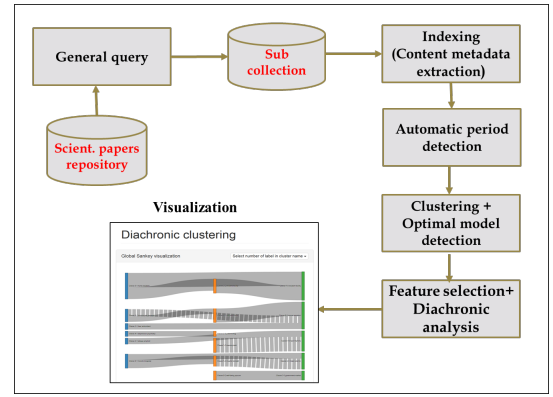 General query
Sub
collection
Indexing
(Content metadata
extraction)
Scient. papers
repository
Automatic period
detection
Clustering +
Optimal model
detection
Feature selection+
Diachronic
analysis
Visualization
Diachronic clustering
Global Sankey visualization
Select number of label in cluster name